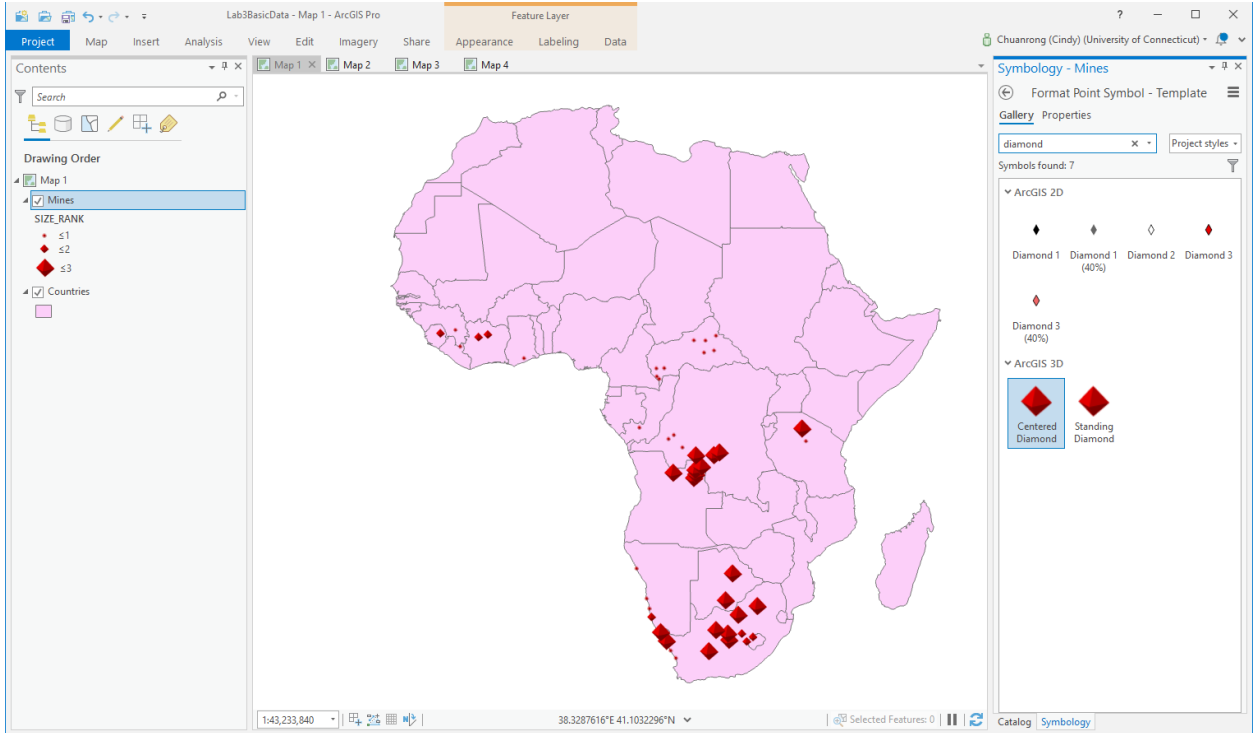 Lab3BasicData - Map 1 - ArcGIS Pro
Feature Layer
?
Project Map Insert Analysis View Edit Imagery Share Appearance Labeling Data
Chuanrong (Cindy) (University of Connecticut)
Contents
Search
Drawing Order
Map 1
Mines
SIZE_RANK
≤1
≤2
≤3
Countries
Map 1 Map 2 Map 3 Map 4
1:43,233,840
38.3287616°E 41.1032296°N
Selected Features: 0
Symbology - Mines
Format Point Symbol - Template
Gallery Properties
diamond
Project styles
Symbols found: 7
ArcGIS 2D
Diamond 1 Diamond 1 Diamond 2 Diamond 3
(40%)
Diamond 3
(40%)
ArcGIS 3D
Centered Standing
Diamond Diamond
Catalog Symbology